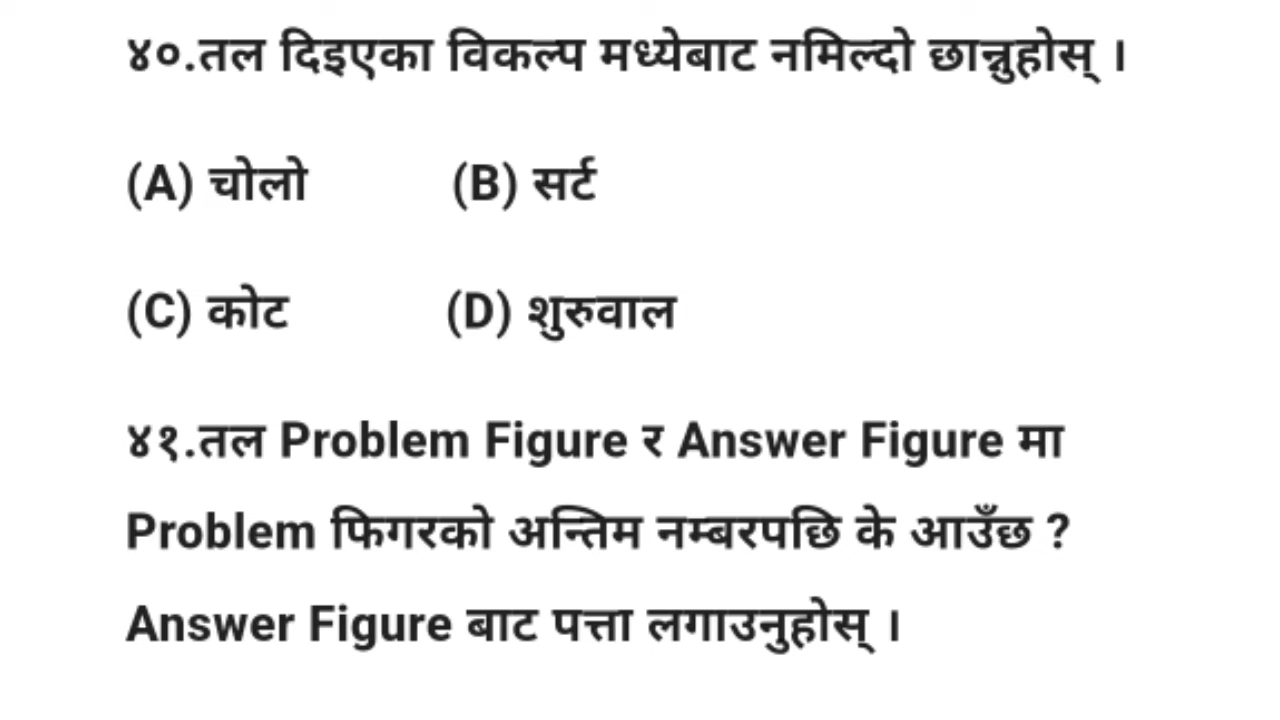 ४०.तल दिइएका विकल्प मध्येबाट नमिल्दो छान्नुहोस् ।
(A) चोलो (B) सर्ट
(C) कोट (D) शुरुवाल
४१.तल Problem Figure र Answer Figure मा
Problem फिगरको अन्तिम नम्बरपछि के आउँछ ?
Answer Figure बाट पत्ता लगाउनुहोस् ।